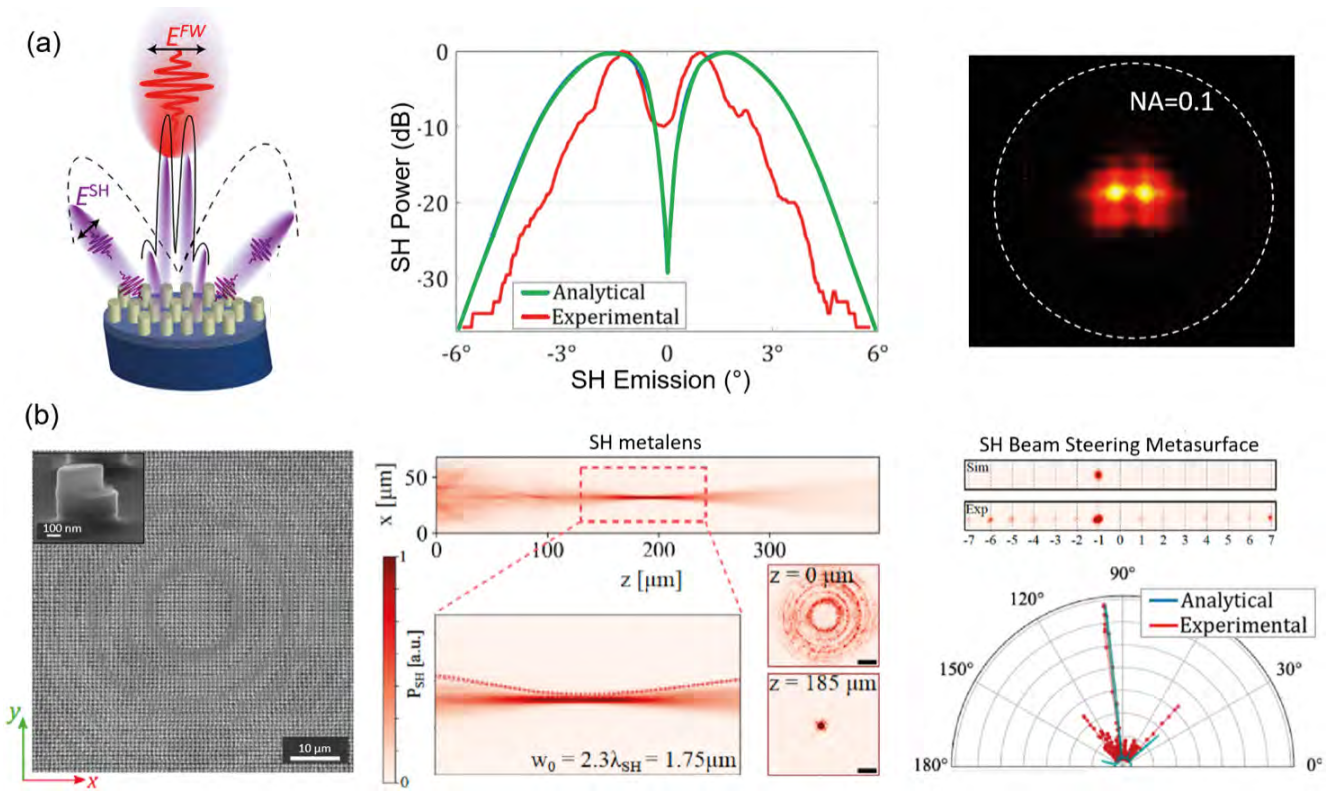 (a)
E^FW
E^SH
SH Power (dB)
0
-10
-20
-30
Analytical
Experimental
-6° -3° 0 3° 6°
SH Emission (°)
NA=0.1
(b)
100 nm
10 μm
y
x
SH metalens
x [μm]
50
0
0 100 200 300
z [μm]
1
0
P_SH [a.u.]
w₀ = 2.3λ_SH = 1.75μm
z = 0 μm
z = 185 μm
SH Beam Steering Metasurface
Sim
Exp
-7 -6 -5 -4 -3 -2 -1 0 1 2 3 4 5 6 7
90°
120°
150°
180°
30°
0°
Analytical
Experimental